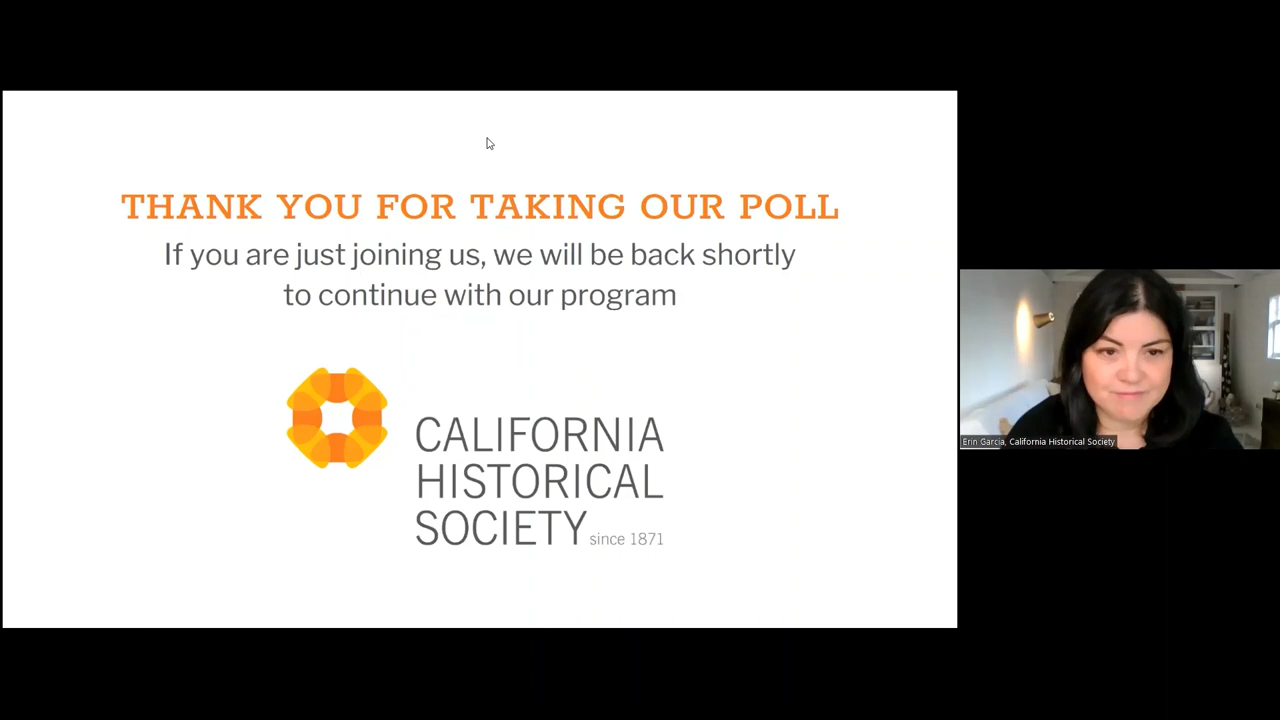 THANK YOU FOR TAKING OUR POLL
If you are just joining us, we will be back shortly
to continue with our program
CALIFORNIA
HISTORICAL
SOCIETY since 1871
Erin Garcia, California Historical Society